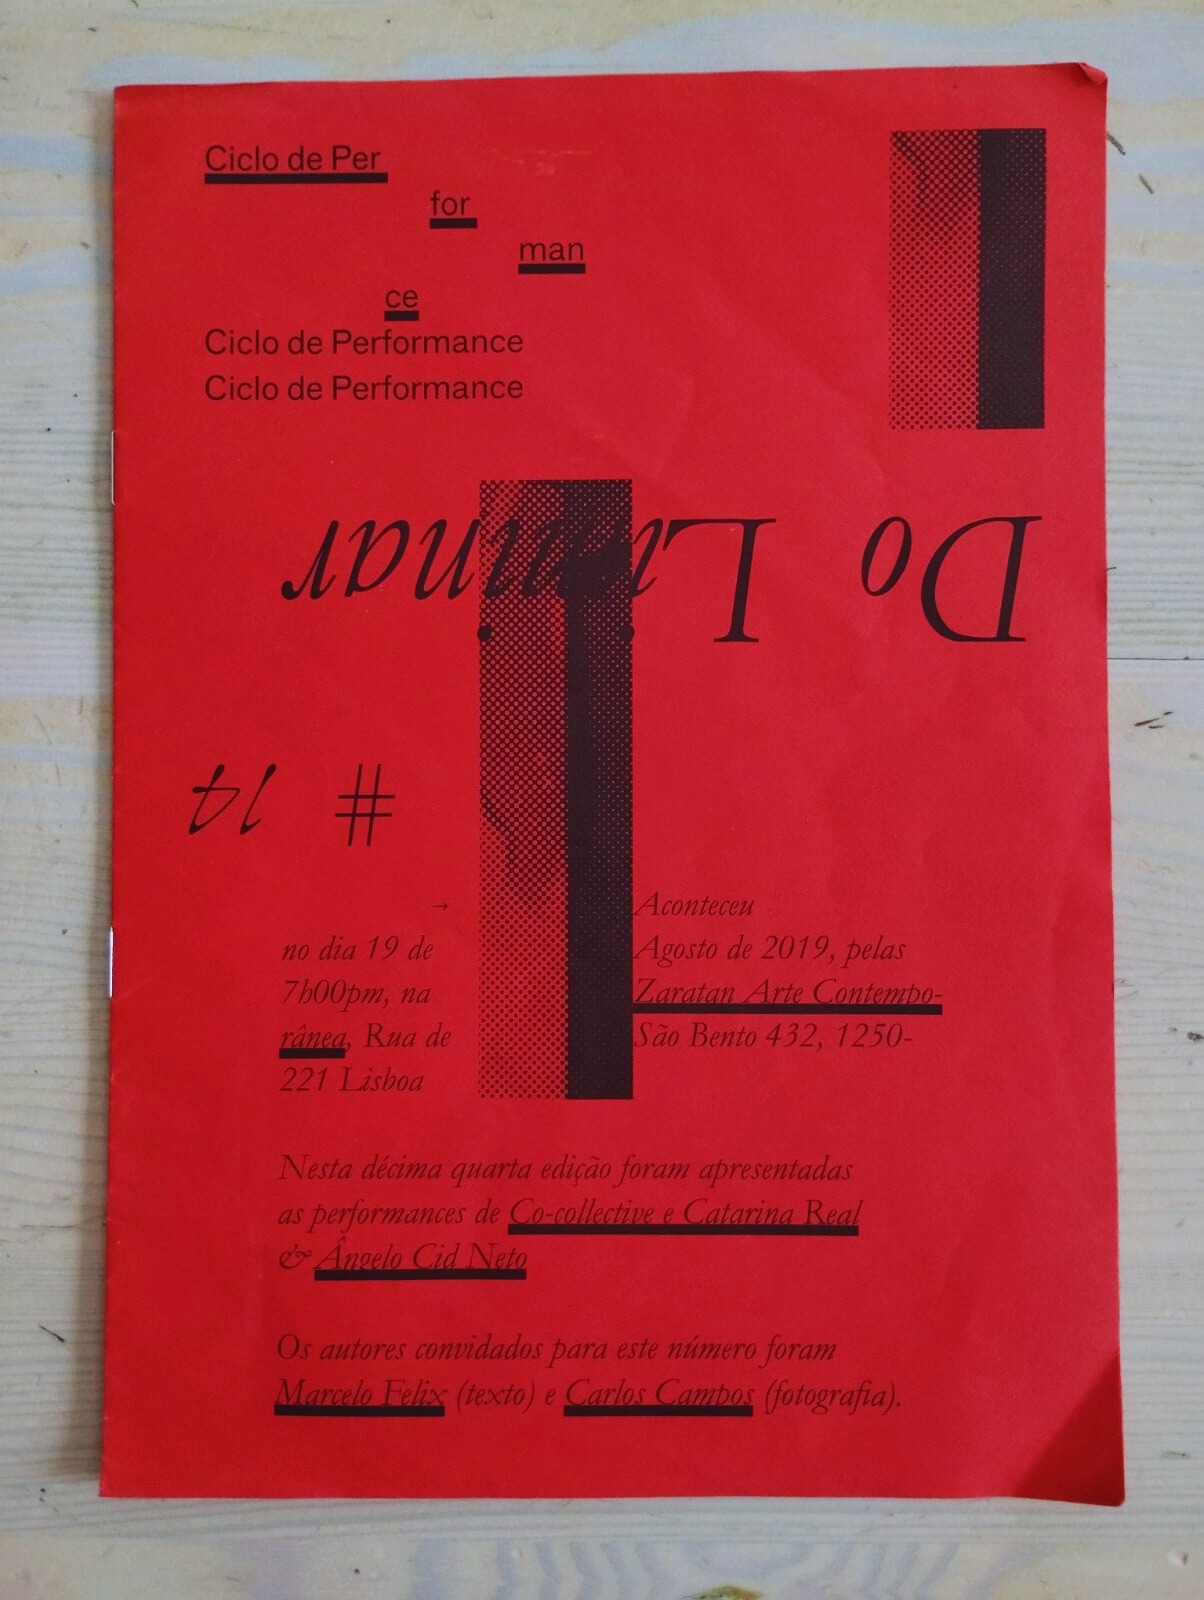 Ciclo de Per
for
man
ce
Ciclo de Performance
Ciclo de Performance
Do Liminar
# 14
→ Aconteceu
no dia 19 de Agosto de 2019, pelas
7h00pm, na Zaratan Arte Contempo-
rânea, Rua de São Bento 432, 1250-
221 Lisboa
Nesta décima quarta edição foram apresentadas
as performances de Co-collective e Catarina Real
& Ângelo Cid Neto
Os autores convidados para este número foram
Marcelo Felix (texto) e Carlos Campos (fotografia).